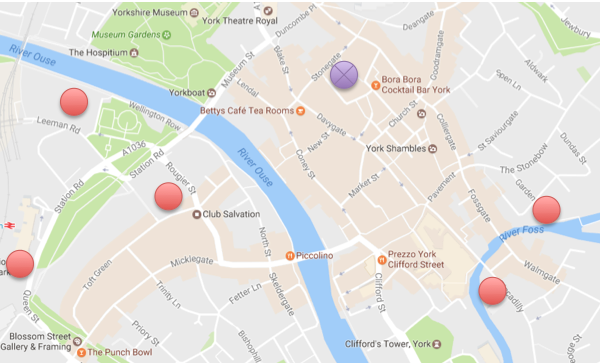 Yorkshire Museum
York Theatre Royal
Duncombe Pl
Deangate
Jewbury
Museum Gardens
River Ouse
The Hospitium
Museum St
Blake St
Stonegate
Goodramgate
Aldwark
Spen Ln
Bora Bora
Cocktail Bar York
Yorkboat
Lendal
Bettys Café Tea Rooms
Wellington Row
Leeman Rd
Davygate
Church St
Colliergate
St Saviourgate
Dundas St
A1036
Station Rd
New St
York Shambles
The Stonebow
River Ouse
Coney St
Rougier St
Station Rd
Market St
Pavement
Fossgate
Garden
Club Salvation
North St
River Foss
Piccolino
Prezzo York
Clifford Street
Micklegate
Toft Green
Walmgate
Skeldergate
Fetter Ln
Trinity Ln
Clifford St
cadilly
Queen St
Priory St
Bishophill
Blossom Street
Gallery & Framing
The Punch Bowl
Clifford's Tower, York